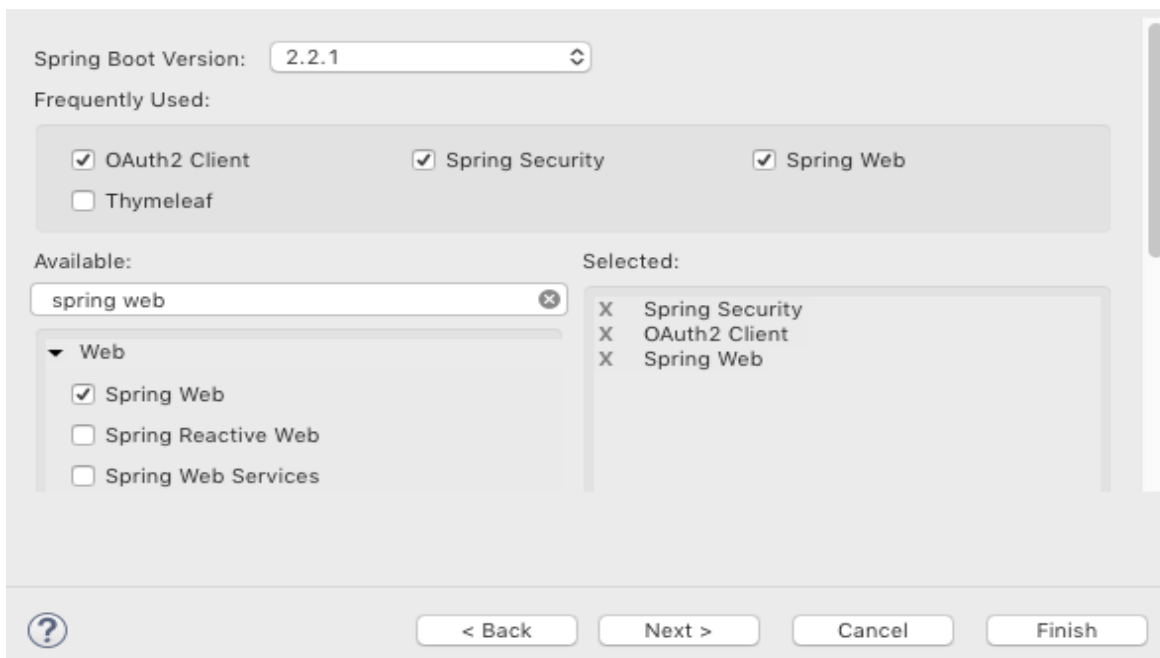 Spring Boot Version: 2.2.1
Frequently Used:
OAuth2 Client Spring Security Spring Web
Thymeleaf
Available: Selected:
spring web
X Spring Security
X OAuth2 Client
X Spring Web
Web
Spring Web
Spring Reactive Web
Spring Web Services
? < Back Next > Cancel Finish